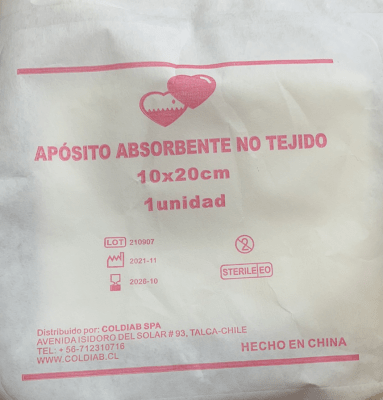 APÓSITO ABSORBENTE NO TEJIDO
10x20cm
1unidad
LOT 210907
2021-11
2026-10
2
STERILE EO
Distribuido por: COLDIAB SPA
AVENIDA ISIDORO DEL SOLAR # 93, TALCA-CHILE
TEL: + 56-712310716
WWW.COLDIAB.CL
HECHO EN CHINA